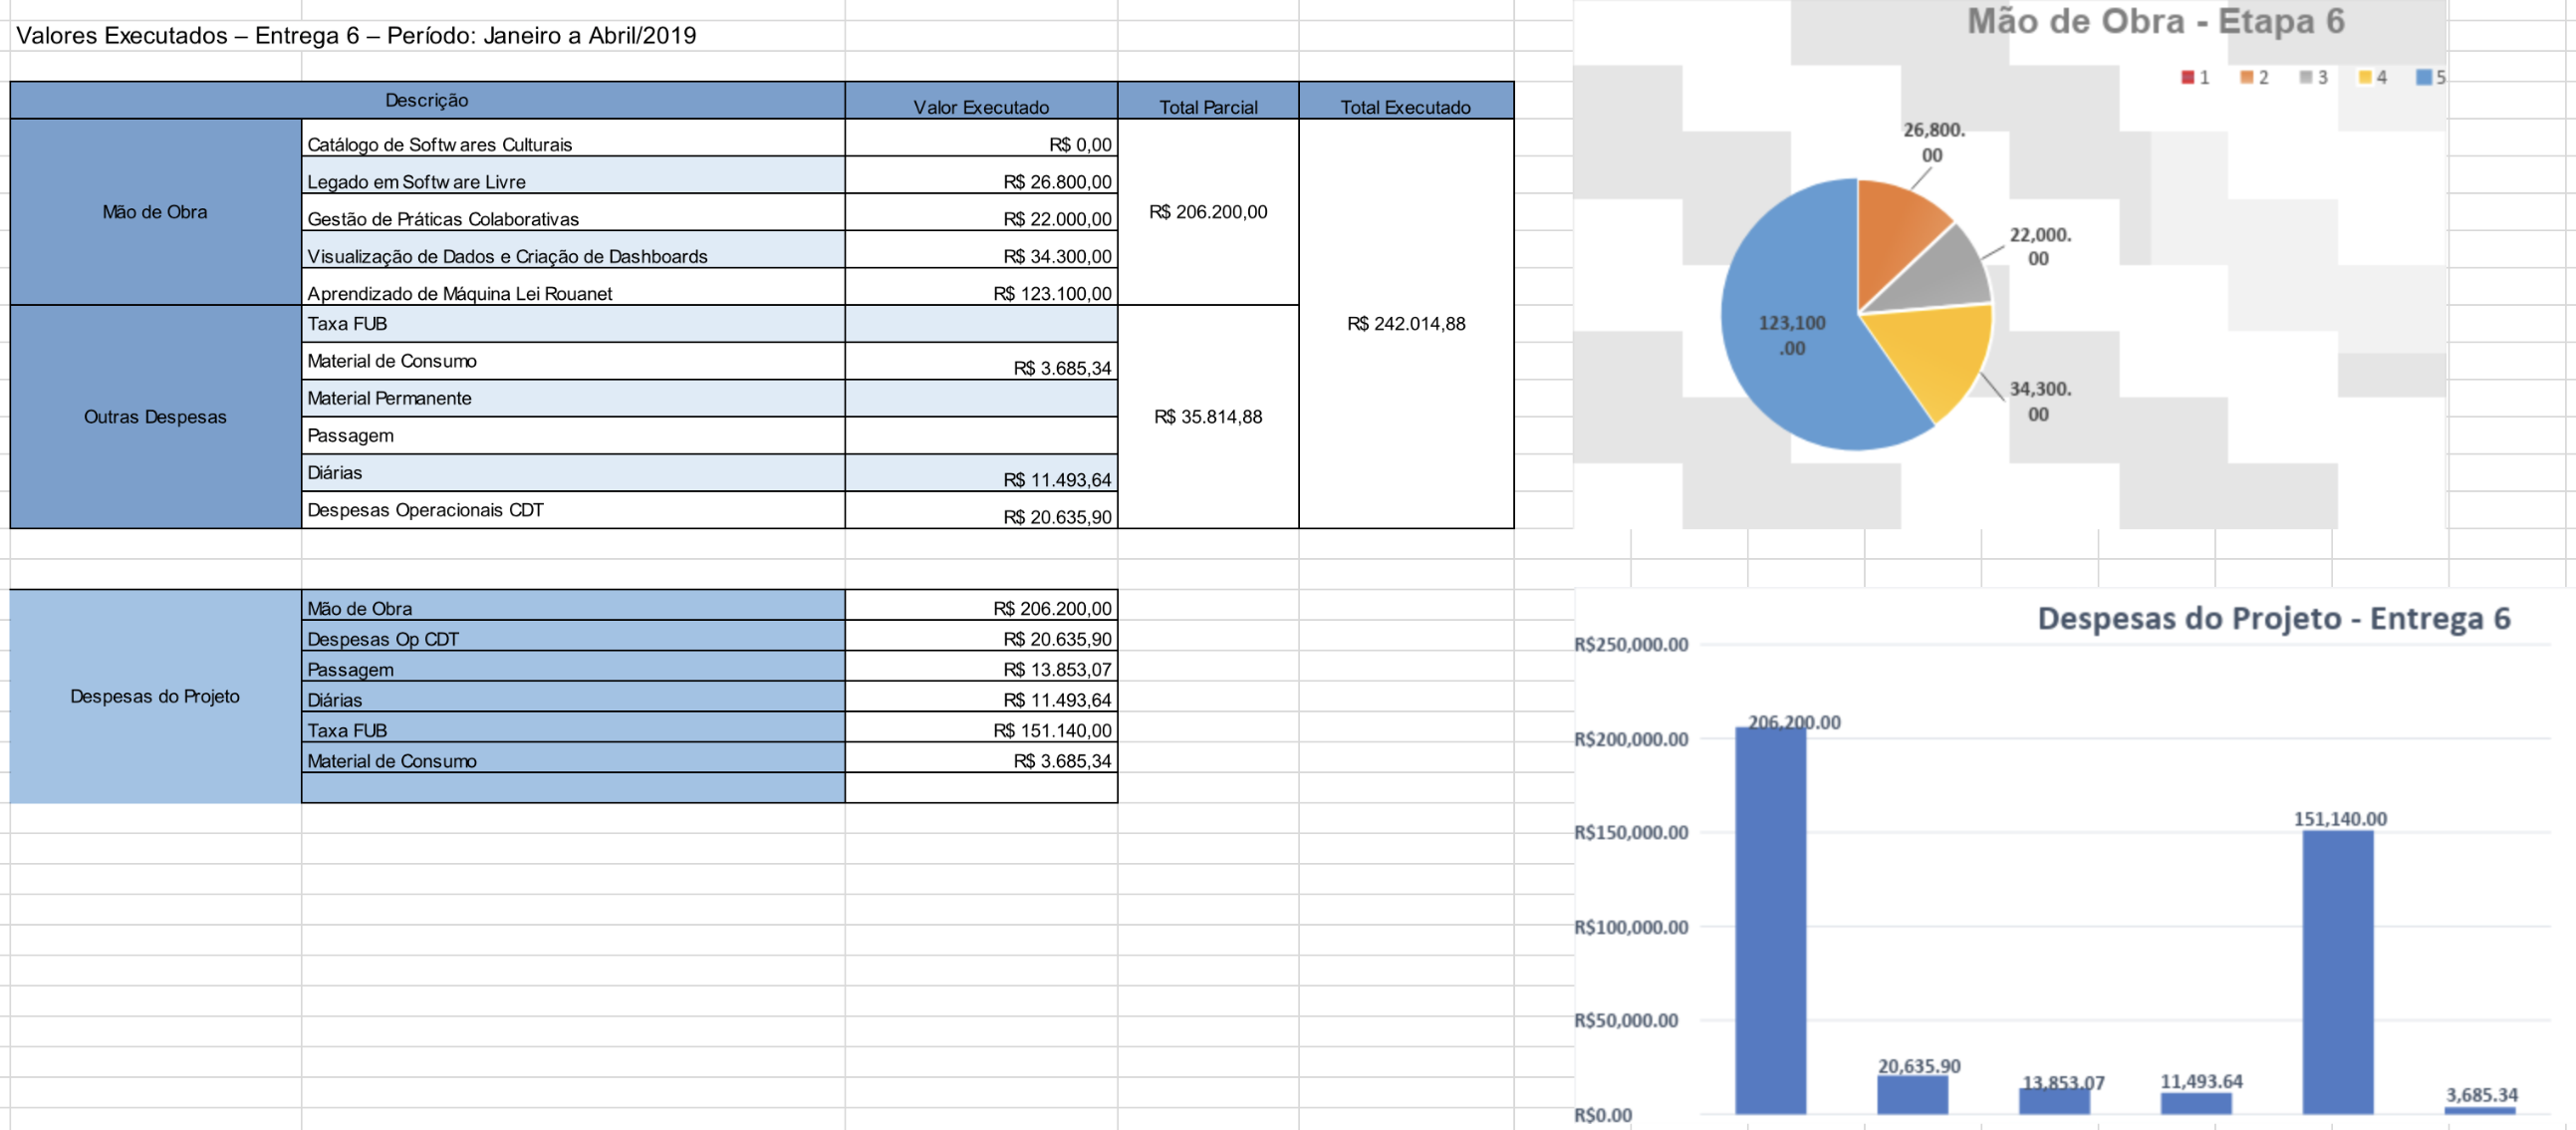 Valores Executados – Entrega 6 – Período: Janeiro a Abril/2019
Descrição Valor Executado Total Parcial Total Executado
Mão de Obra
Catálogo de Softwares Culturais R$ 0,00
Legado em Software Livre R$ 26.800,00
Gestão de Práticas Colaborativas R$ 22.000,00
Visualização de Dados e Criação de Dashboards R$ 34.300,00
Aprendizado de Máquina Lei Rouanet R$ 123.100,00
R$ 206.200,00
R$ 242.014,88
Outras Despesas
Taxa FUB
Material de Consumo R$ 3.685,34
Material Permanente
Passagem
Diárias R$ 11.493,64
Despesas Operacionais CDT R$ 20.635,90
R$ 35.814,88
Despesas do Projeto
Mão de Obra R$ 206.200,00
Despesas Op CDT R$ 20.635,90
Passagem R$ 13.853,07
Diárias R$ 11.493,64
Taxa FUB R$ 151.140,00
Material de Consumo R$ 3.685,34
Mão de Obra - Etapa 6
1 2 3 4 5
26,800.
00
22,000.
00
123,100
.00
34,300.
00
Despesas do Projeto - Entrega 6
R$250,000.00
R$200,000.00
R$150,000.00
R$100,000.00
R$50,000.00
R$0.00
206,200.00
20,635.90
13,853.07
11,493.64
151,140.00
3,685.34